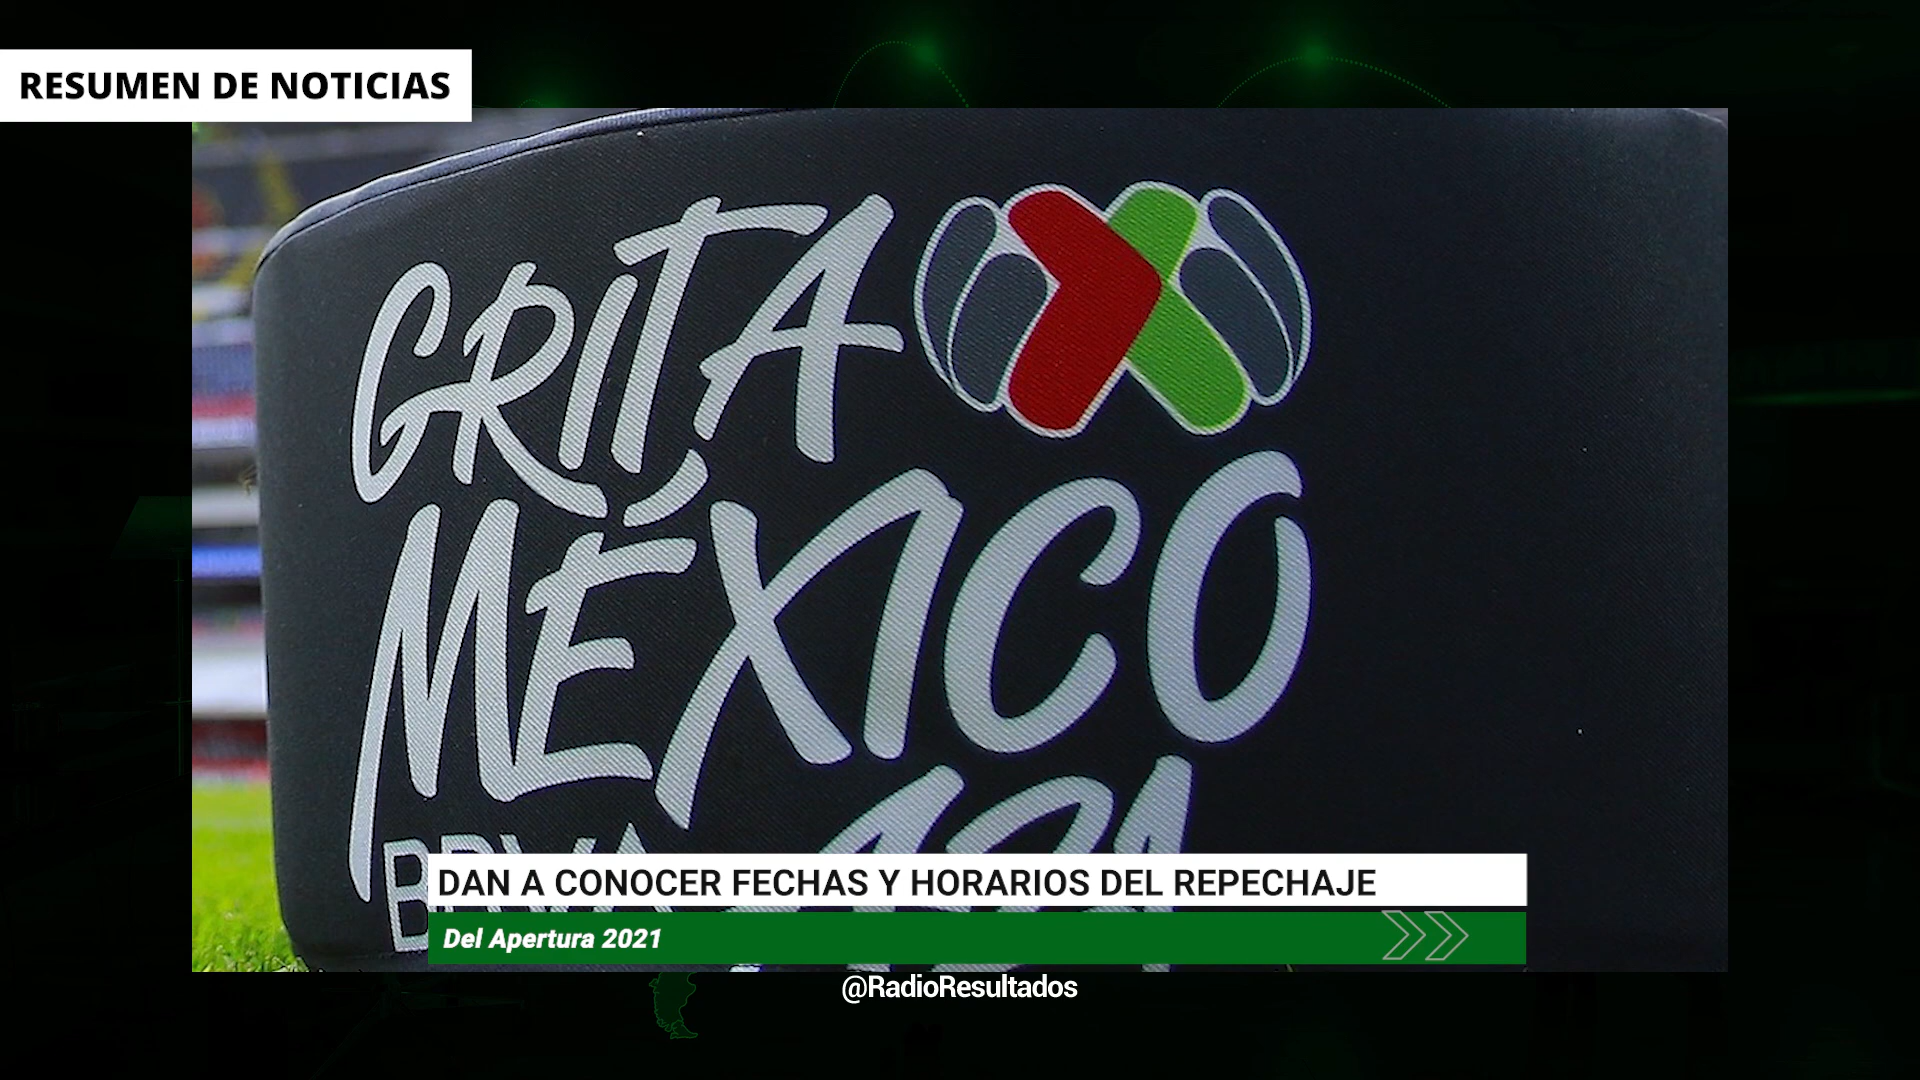 RESUMEN DE NOTICIAS
GRITA
MÉXICO
DAN A CONOCER FECHAS Y HORARIOS DEL REPECHAJE
Del Apertura 2021
@RadioResultados